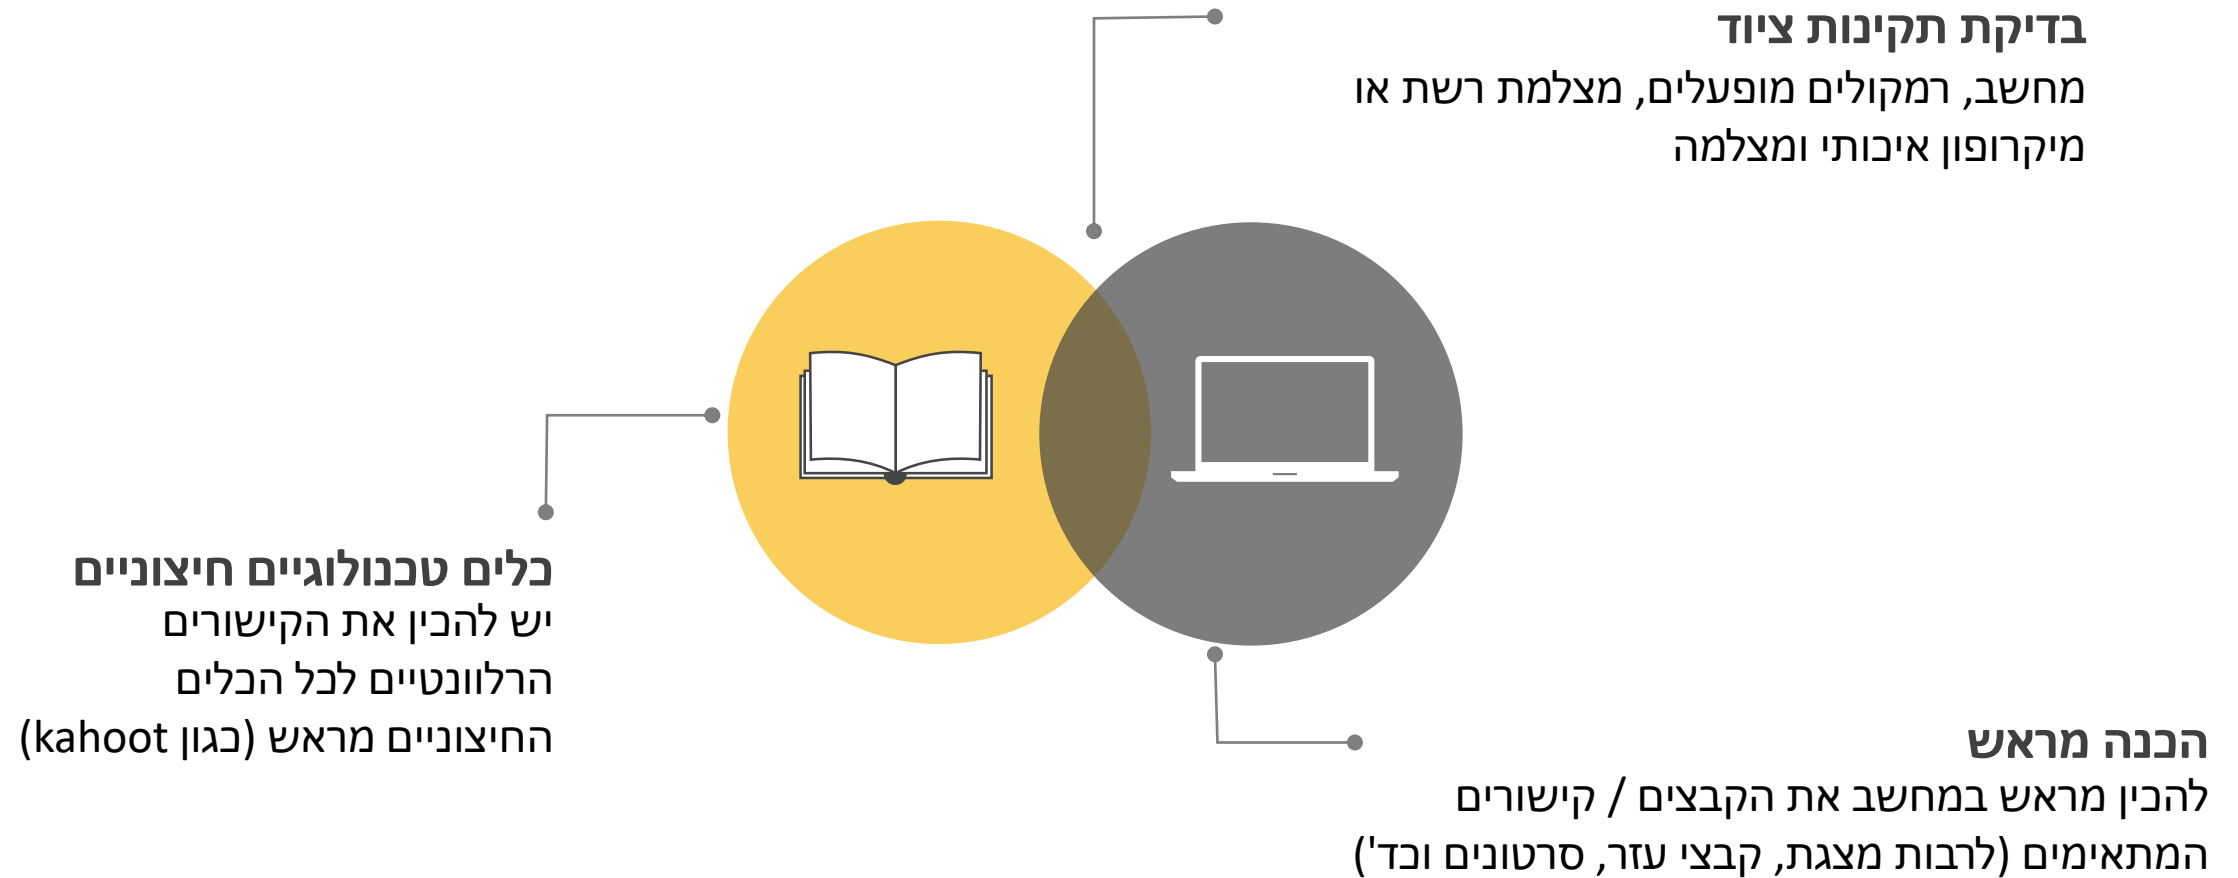 בדיקת תקינות ציוד
מחשב, רמקולים מופעלים, מצלמת רשת או
מיקרופון איכותי ומצלמה
כלים טכנולוגיים חיצוניים
יש להכין את הקישורים
הרלוונטיים לכל הכלים
החיצוניים מראש (כגון kahoot)
הכנה מראש
להכין מראש במחשב את הקבצים / קישורים
המתאימים (לרבות מצגת, קבצי עזר, סרטונים וכד')